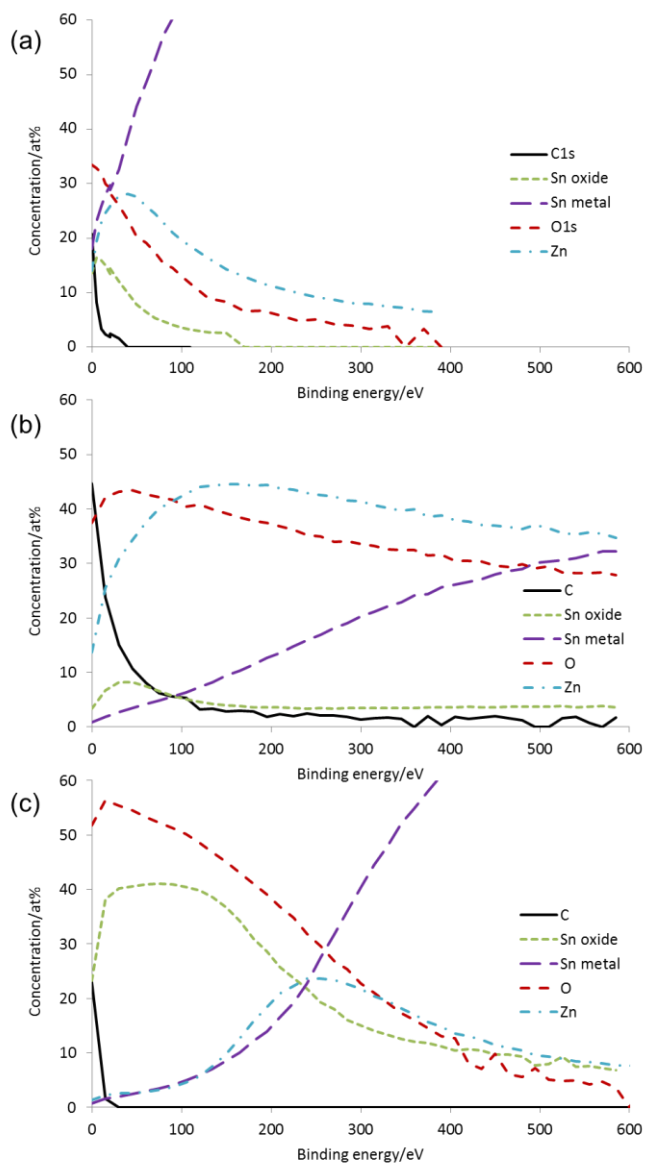 (a)
Concentration/at%
60
50
40
30
20
10
0
C1s
Sn oxide
Sn metal
O1s
Zn
0 100 200 300 400 500 600
Binding energy/eV
(b)
Concentration/at%
60
50
40
30
20
10
0
C
Sn oxide
Sn metal
O
Zn
0 100 200 300 400 500 600
Binding energy/eV
(c)
Concentration/at%
60
50
40
30
20
10
0
C
Sn oxide
Sn metal
O
Zn
0 100 200 300 400 500 600
Binding energy/eV